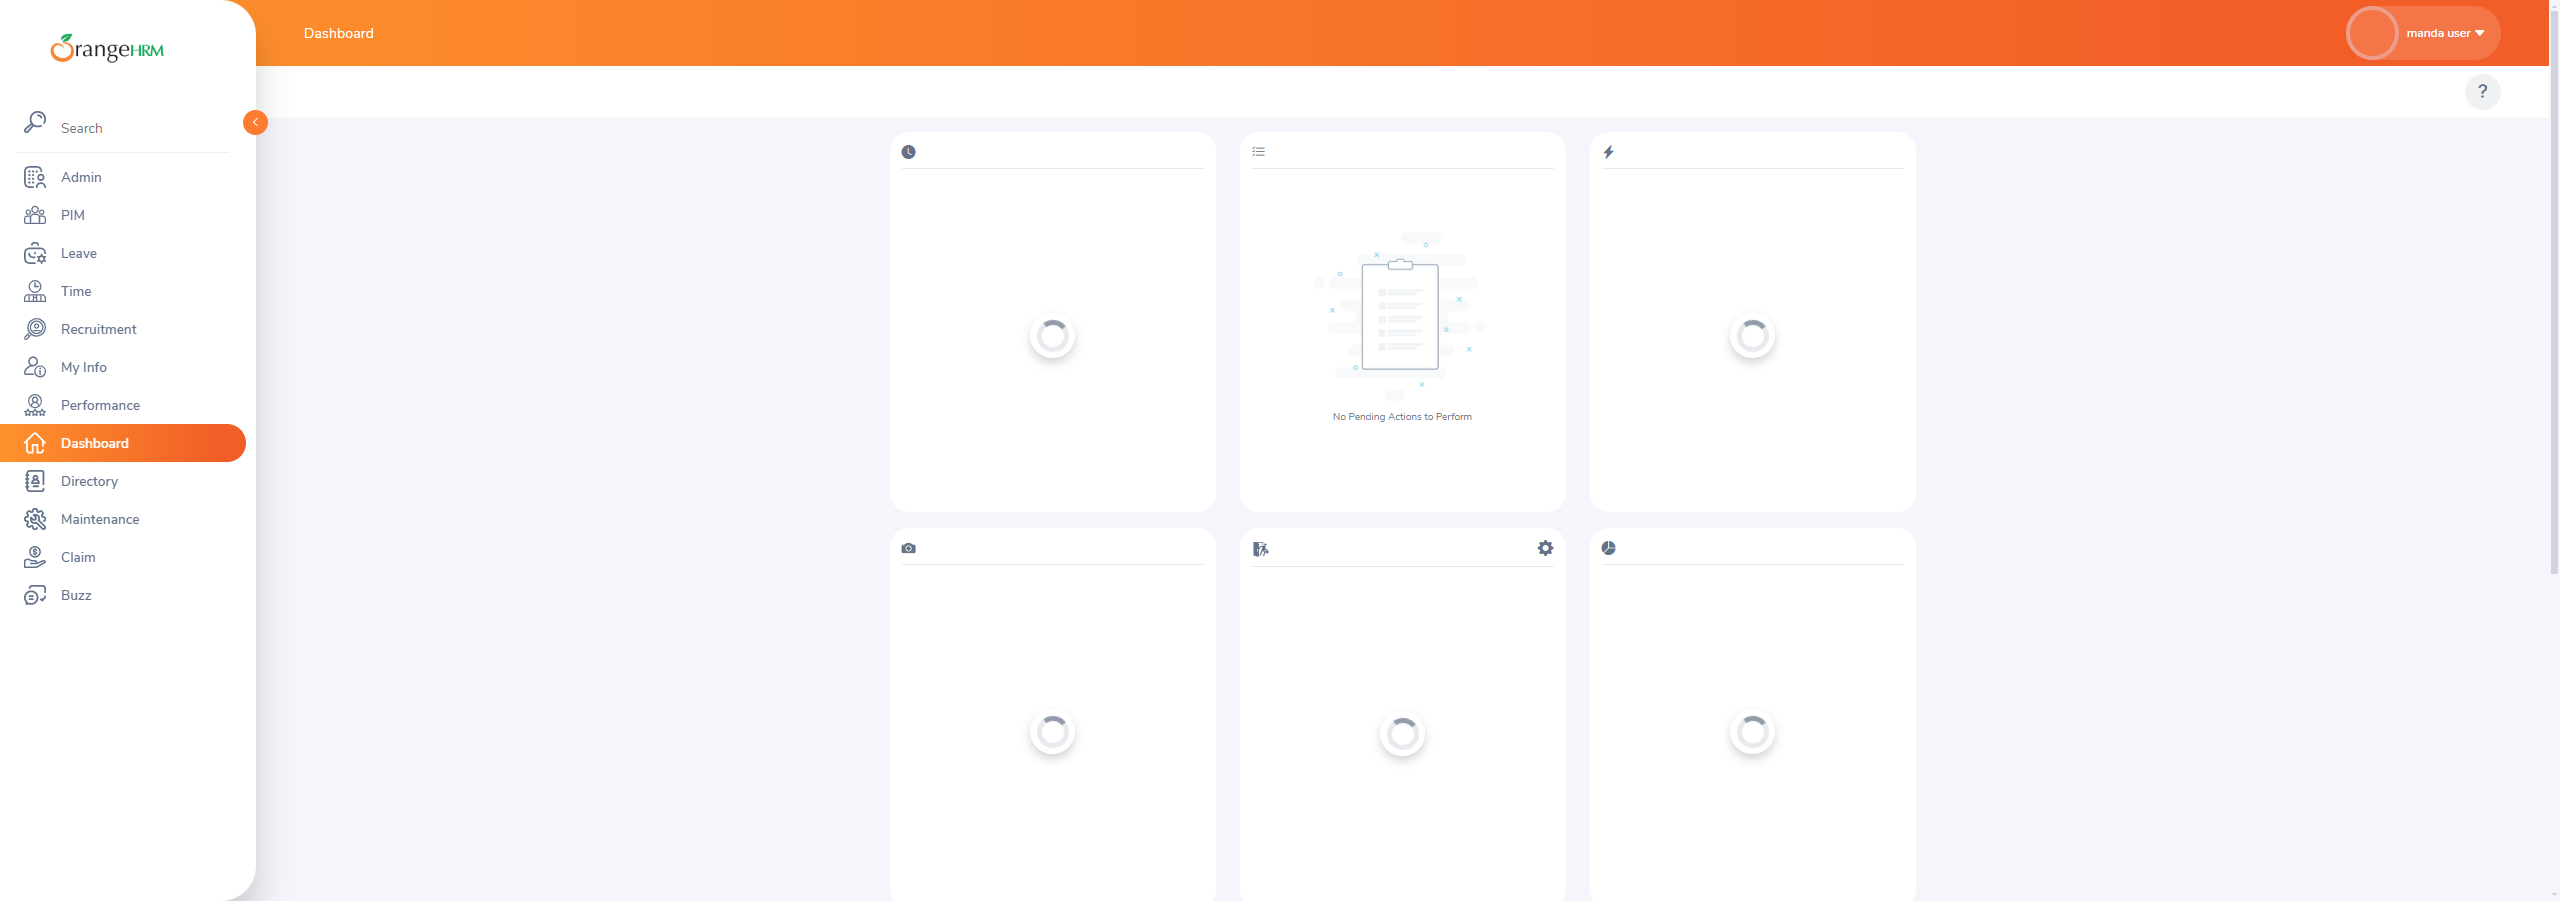 OrangeHRM
Dashboard
manda user
?
Search
Admin
PIM
Leave
Time
Recruitment
My Info
Performance
Dashboard
Directory
Maintenance
Claim
Buzz
No Pending Actions to Perform